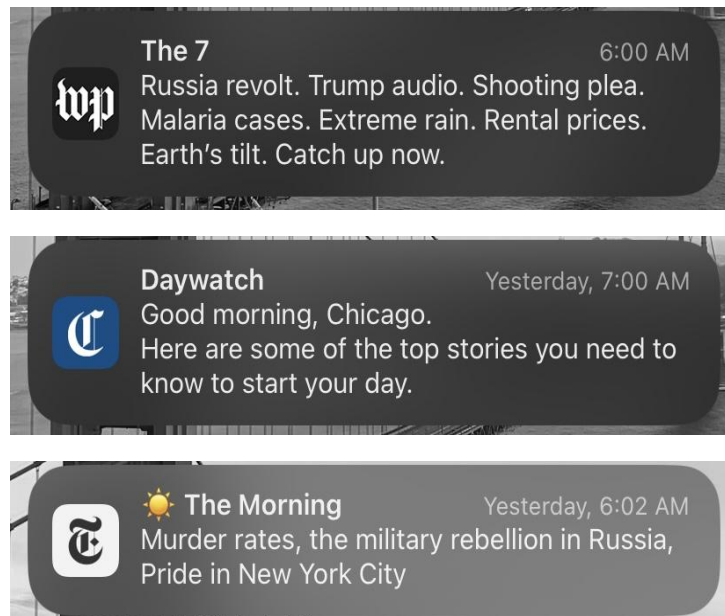 The 7 6:00 AM
wp
Russia revolt. Trump audio. Shooting plea.
Malaria cases. Extreme rain. Rental prices.
Earth’s tilt. Catch up now.
Daywatch Yesterday, 7:00 AM
C
Good morning, Chicago.
Here are some of the top stories you need to
know to start your day.
☀️ The Morning Yesterday, 6:02 AM
T
Murder rates, the military rebellion in Russia,
Pride in New York City